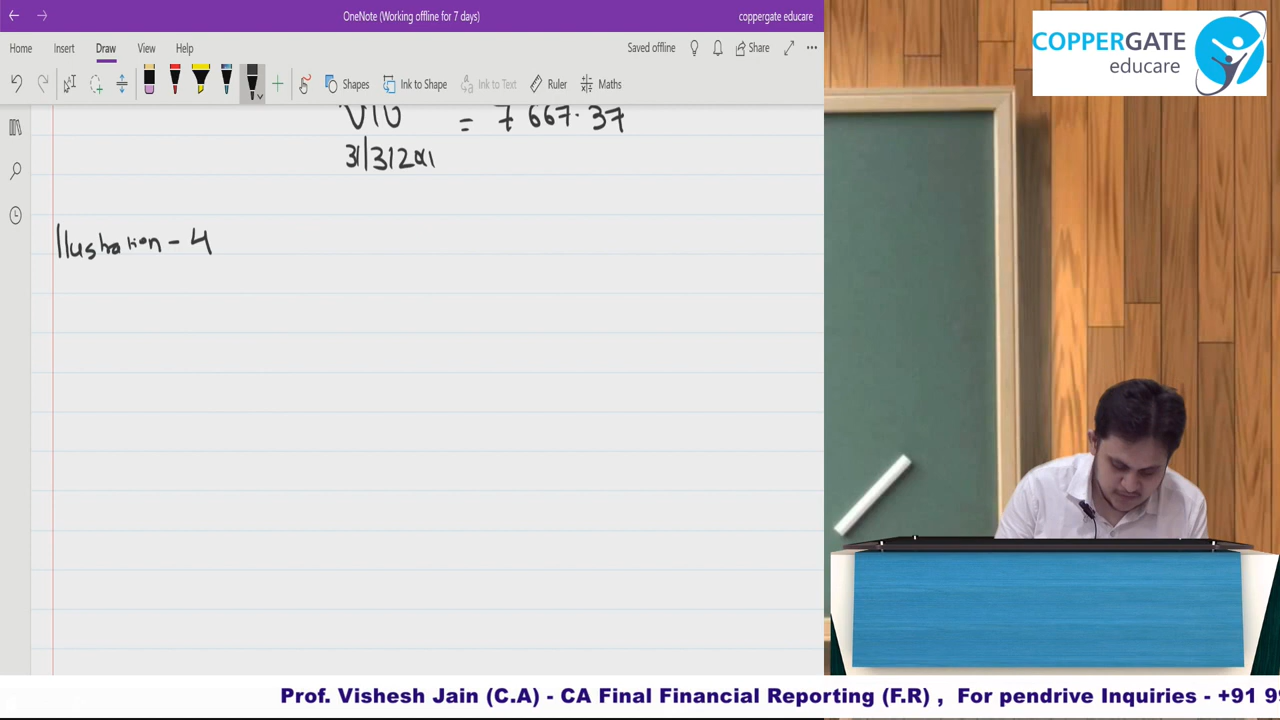 OneNote (Working offline for 7 days)
coppergate educare
Home Insert Draw View Help
Saved offline Share
Shapes Ink to Shape Ink to Text Ruler Maths
VIU = 7 667.37
31/3/20x1
Illustration - 4
COPPERGATE
educare
Prof. Vishesh Jain (C.A) - CA Final Financial Reporting (F.R) , For pendrive Inquiries - +91 9